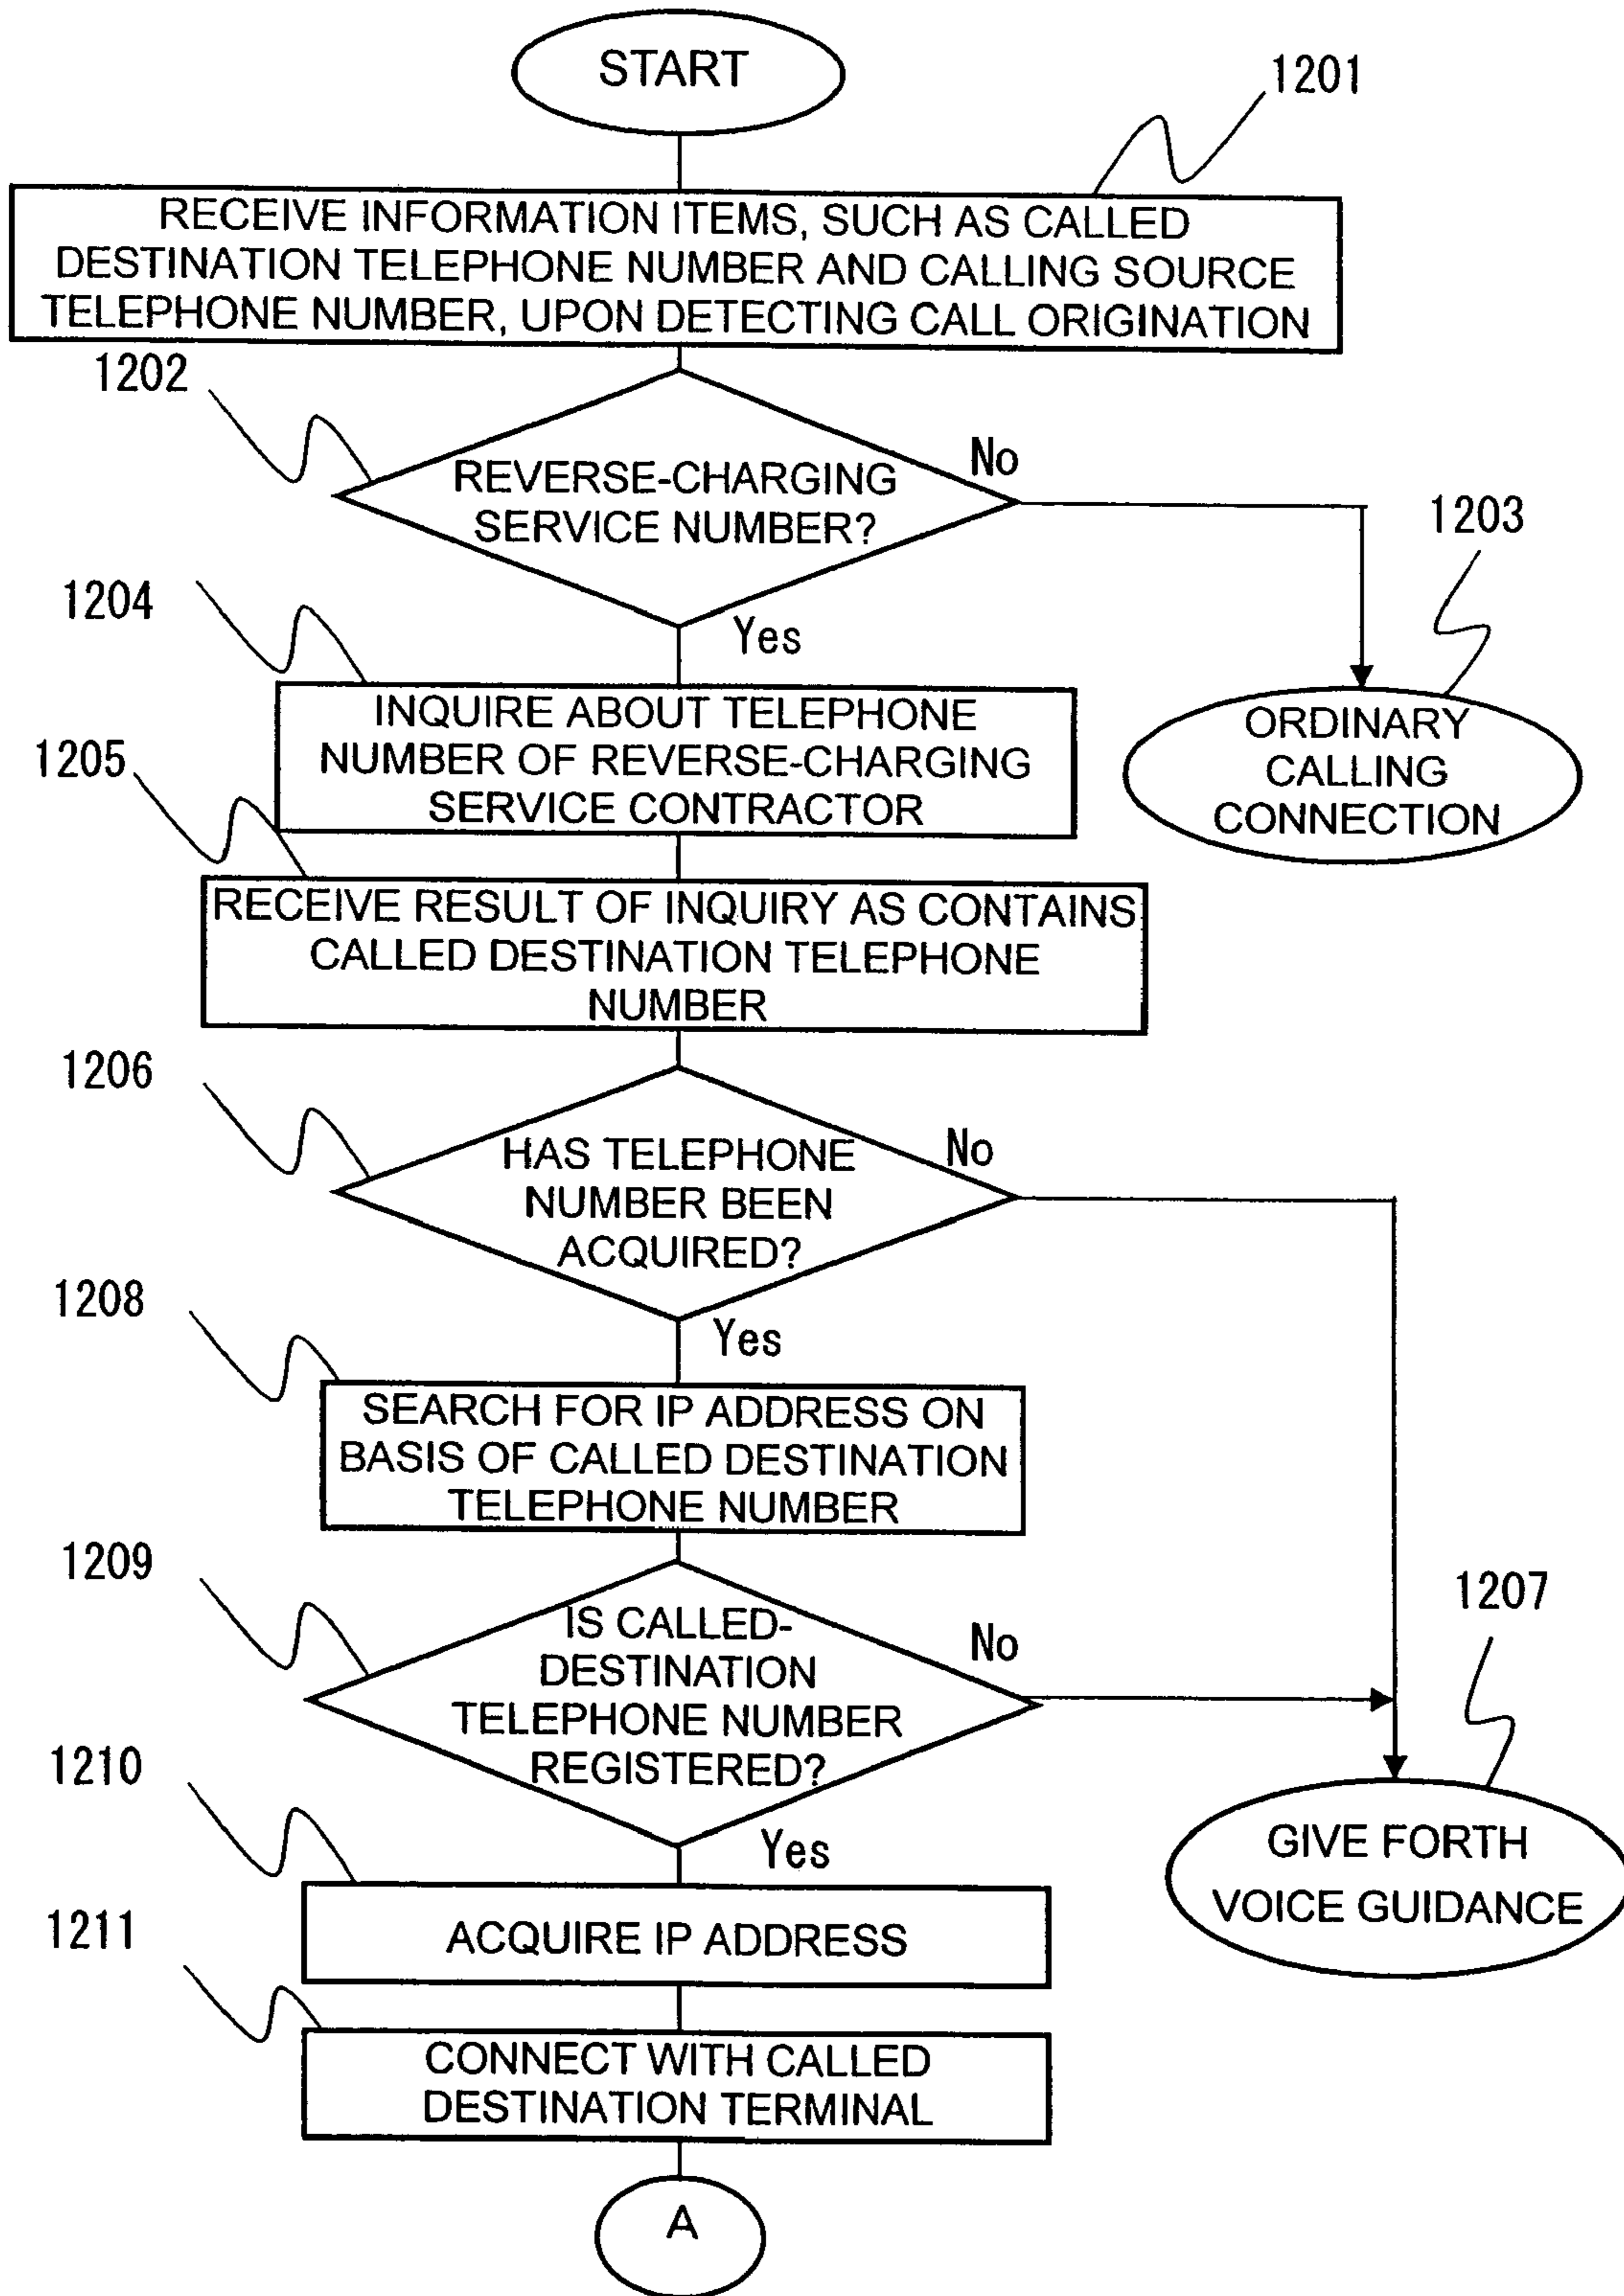 START
1201
RECEIVE INFORMATION ITEMS, SUCH AS CALLED
DESTINATION TELEPHONE NUMBER AND CALLING SOURCE
TELEPHONE NUMBER, UPON DETECTING CALL ORIGINATION
1202
REVERSE-CHARGING
SERVICE NUMBER?
No
1203
ORDINARY
CALLING
CONNECTION
Yes
1204
INQUIRE ABOUT TELEPHONE
NUMBER OF REVERSE-CHARGING
SERVICE CONTRACTOR
1205
RECEIVE RESULT OF INQUIRY AS CONTAINS
CALLED DESTINATION TELEPHONE
NUMBER
1206
HAS TELEPHONE
NUMBER BEEN
ACQUIRED?
No
Yes
1208
SEARCH FOR IP ADDRESS ON
BASIS OF CALLED DESTINATION
TELEPHONE NUMBER
1209
IS CALLED-
DESTINATION
TELEPHONE NUMBER
REGISTERED?
No
1207
GIVE FORTH
VOICE GUIDANCE
Yes
1210
ACQUIRE IP ADDRESS
1211
CONNECT WITH CALLED
DESTINATION TERMINAL
A